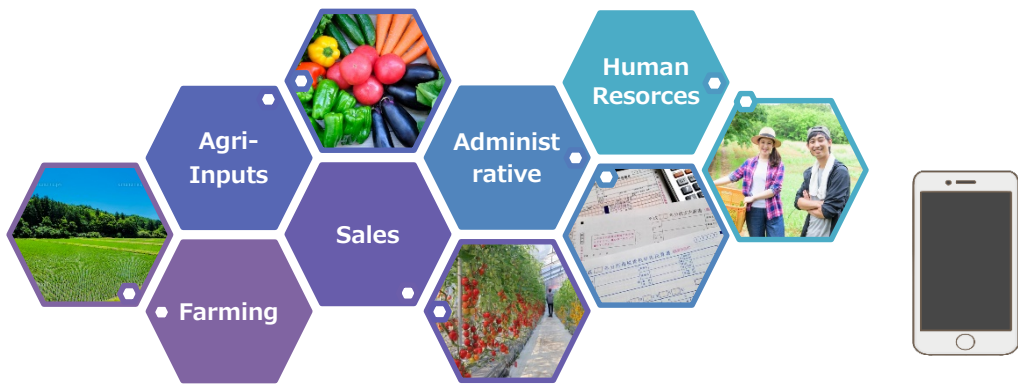 Human
Resorces
Agri-
Inputs
Administ
rative
Sales
Farming